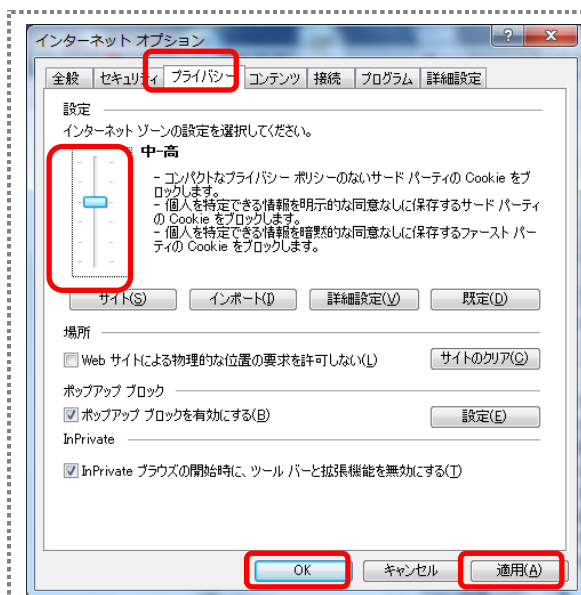 インターネット オプション
全般 セキュリティ プライバシー コンテンツ 接続 プログラム 詳細設定
設定
インターネット ゾーンの設定を選択してください。
中-高
- コンパクトなプライバシー ポリシーのないサード パーティの Cookie をブ
ロックします。
- 個人を特定できる情報を明示的な同意なしに保存するサード パーティ
の Cookie をブロックします。
- 個人を特定できる情報を暗黙的な同意なしに保存するファースト パー
ティの Cookie をブロックします。
サイト(S) インポート(I) 詳細設定(V) 既定(D)
場所
Web サイトによる物理的な位置の要求を許可しない(L) サイトのクリア(C)
ポップアップ ブロック
ポップアップ ブロックを有効にする(B) 設定(E)
InPrivate
InPrivate ブラウズの開始時に、ツール バーと拡張機能を無効にする(T)
OK キャンセル 適用(A)